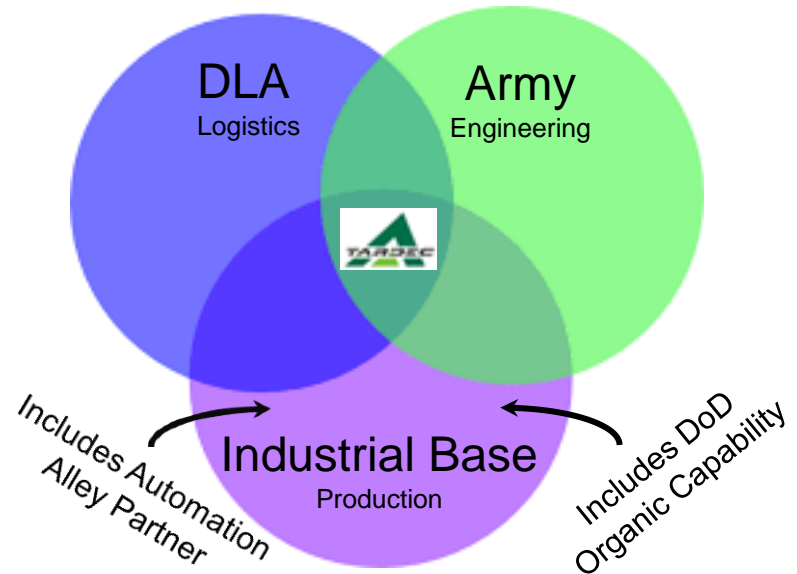 DLA
Logistics
Army
Engineering
TARDEC
Includes Automation
Alley Partner
Industrial Base
Production
Includes DoD
Organic Capability